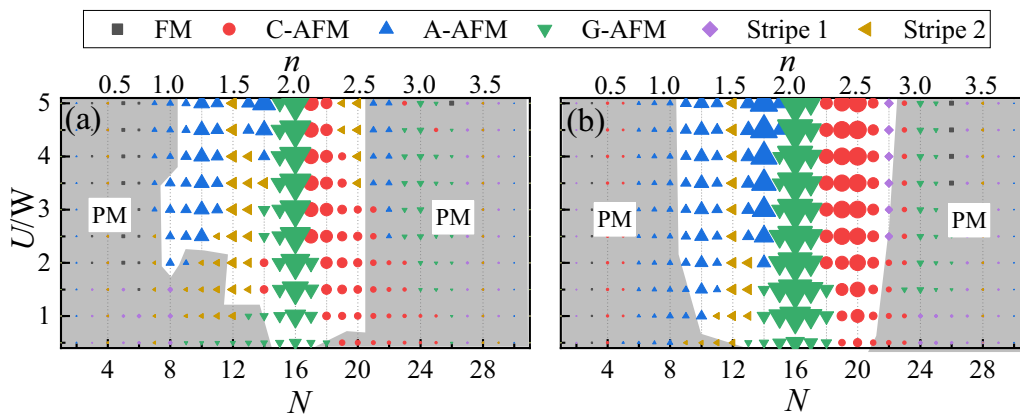 FM C-AFM A-AFM G-AFM Stripe 1 Stripe 2
n n
0.5 1.0 1.5 2.0 2.5 3.0 3.5 0.5 1.0 1.5 2.0 2.5 3.0 3.5
5 (a) (b)
4
U/W 3 PM PM PM PM
2
1
4 8 12 16 20 24 28 4 8 12 16 20 24 28
N N